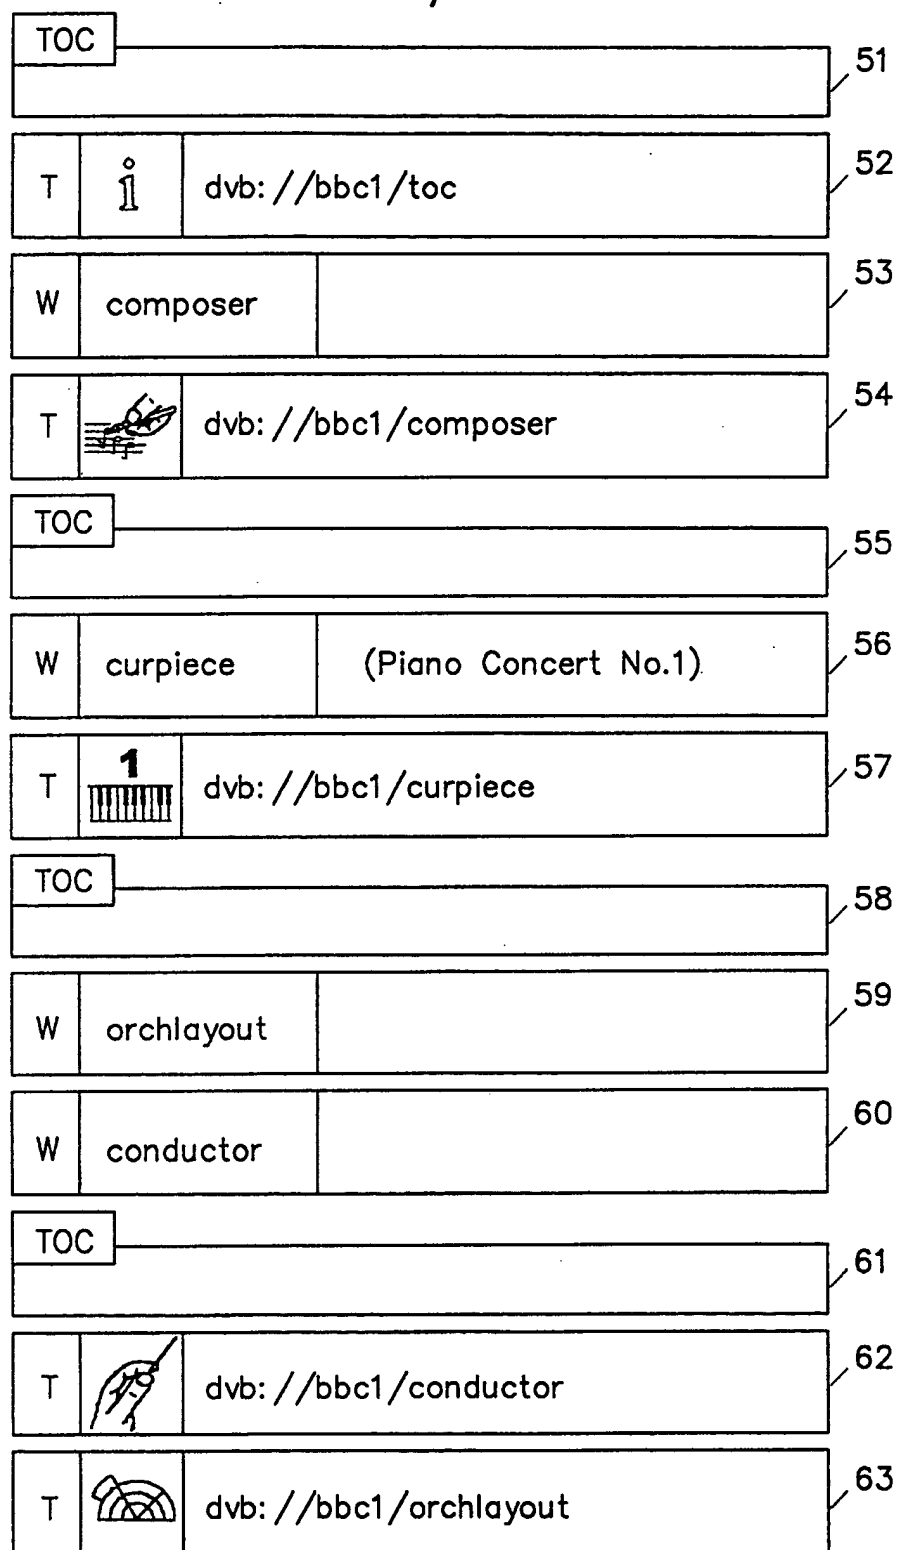 TOC
51
T i dvb://bbc1/toc 52
W composer 53
T dvb://bbc1/composer 54
TOC
55
W curpiece (Piano Concert No.1) 56
T 1 dvb://bbc1/curpiece 57
TOC
58
W orchlayout 59
W conductor 60
TOC
61
T dvb://bbc1/conductor 62
T dvb://bbc1/orchlayout 63